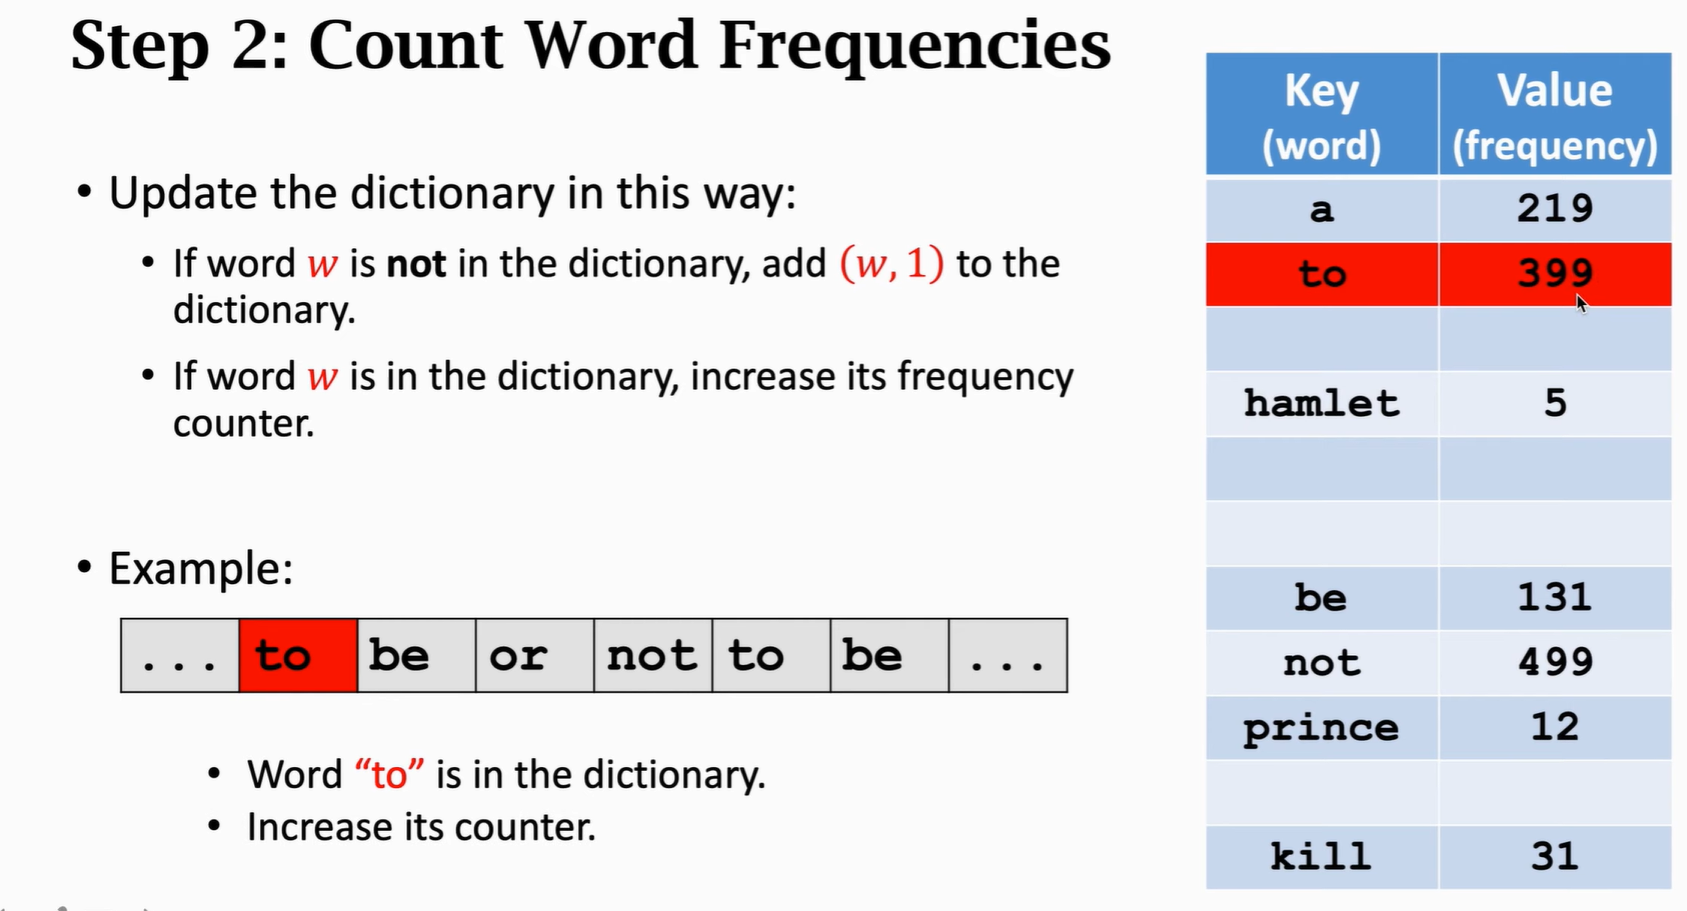 Step 2: Count Word Frequencies
• Update the dictionary in this way:
• If word w is not in the dictionary, add (w, 1) to the
dictionary.
• If word w is in the dictionary, increase its frequency
counter.
• Example:
... to be or not to be ...
• Word “to” is in the dictionary.
• Increase its counter.
Key Value
(word) (frequency)
a 219
to 399
hamlet 5
be 131
not 499
prince 12
kill 31